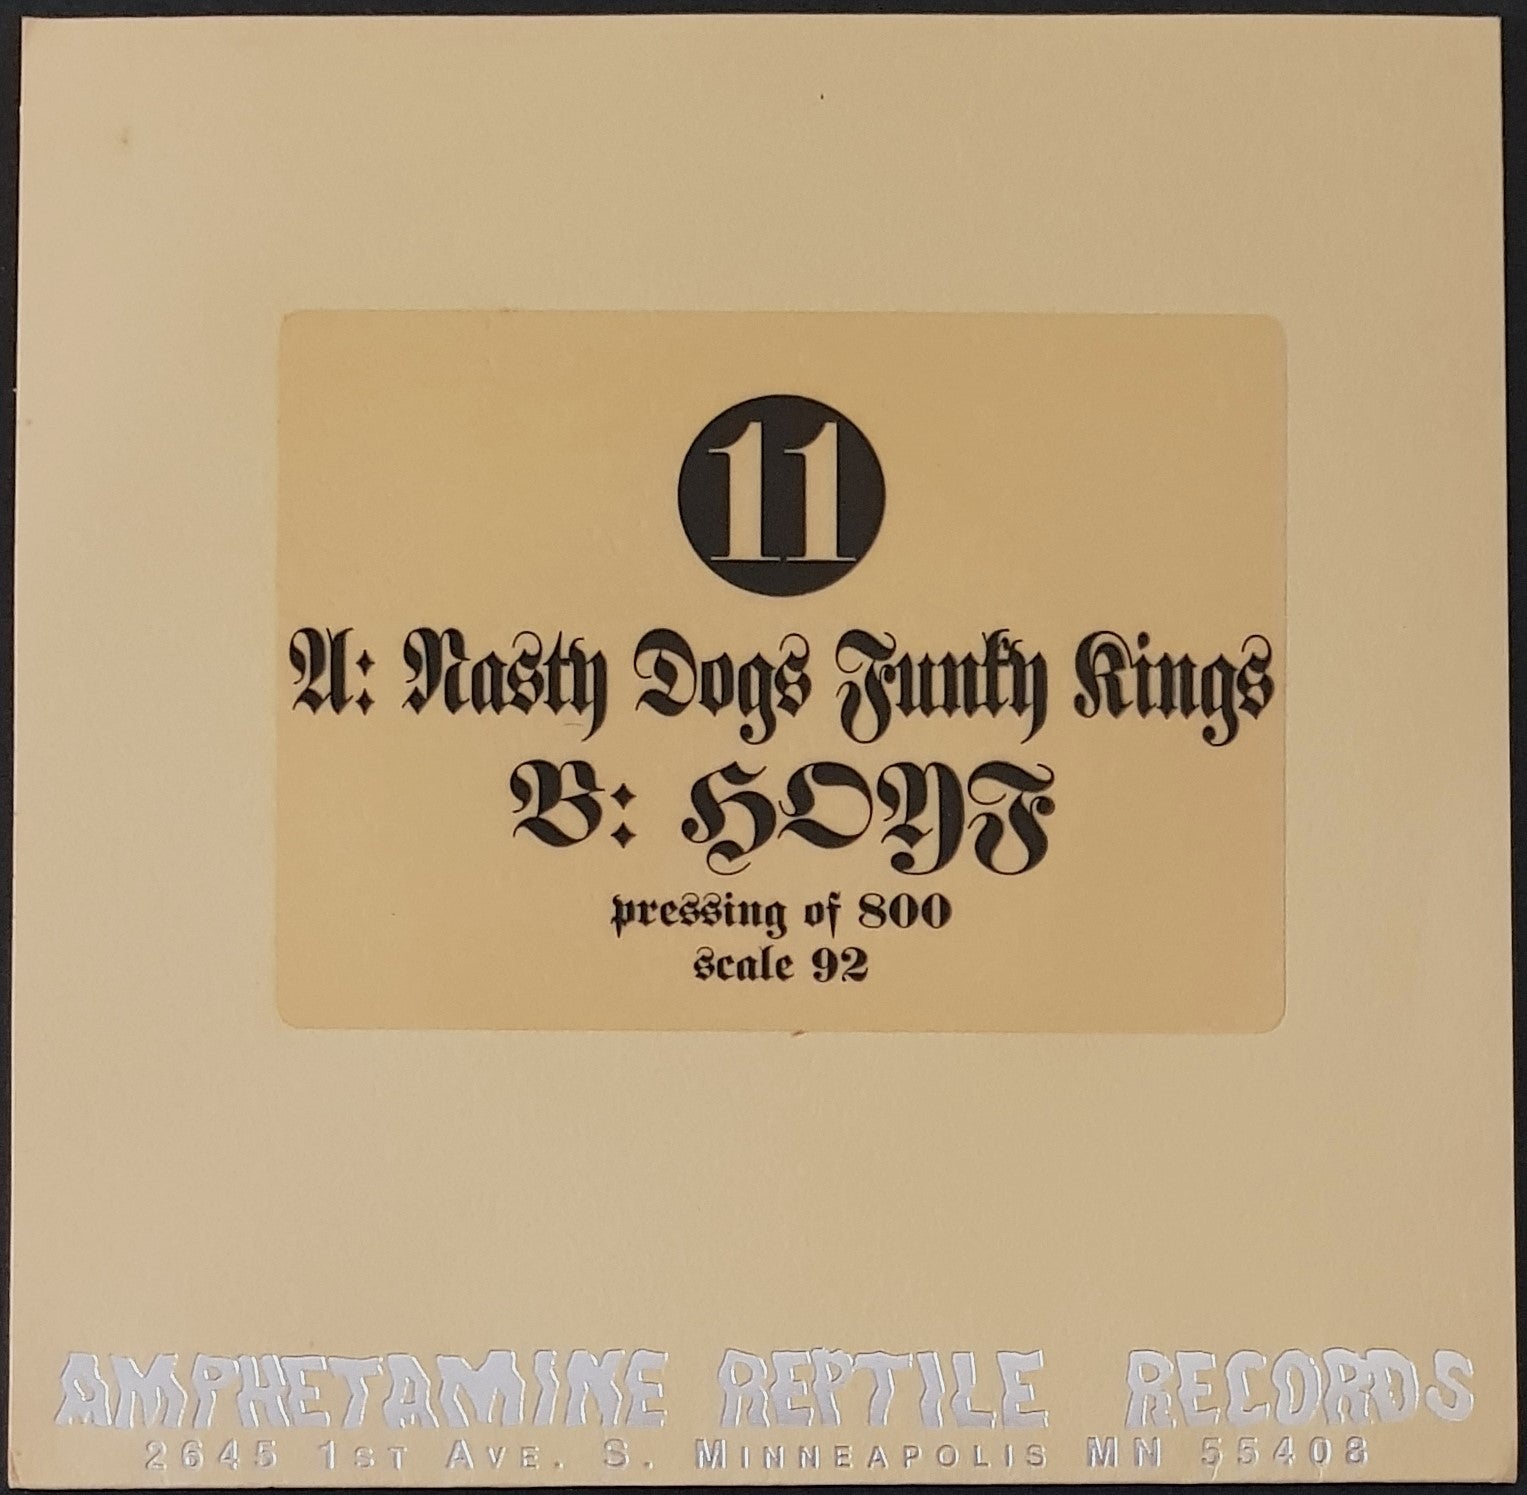 11
A: Nasty Dogs Funky Kings
B: HOYF
pressing of 800
scale 92
AMPHETAMINE REPTILE RECORDS
2645 1ST AVE. S. MINNEAPOLIS MN 55408